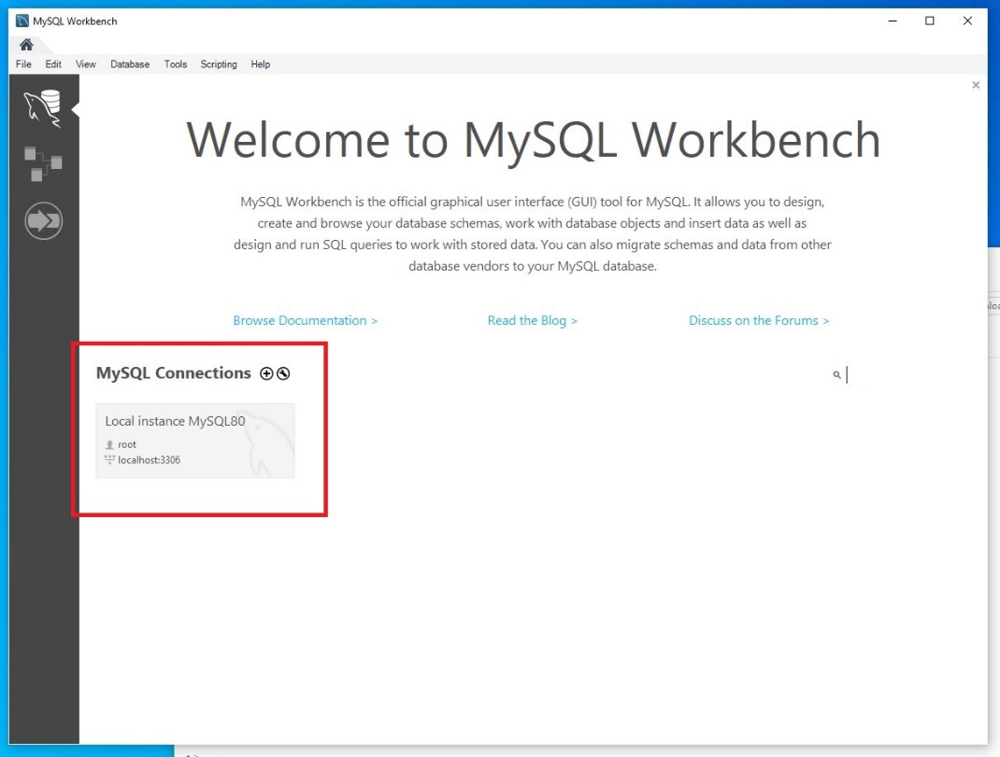 MySQL Workbench
File Edit View Database Tools Scripting Help
Welcome to MySQL Workbench
MySQL Workbench is the official graphical user interface (GUI) tool for MySQL. It allows you to design,
create and browse your database schemas, work with database objects and insert data as well as
design and run SQL queries to work with stored data. You can also migrate schemas and data from other
database vendors to your MySQL database.
Browse Documentation > Read the Blog > Discuss on the Forums >
MySQL Connections
Local instance MySQL80
root
localhost:3306